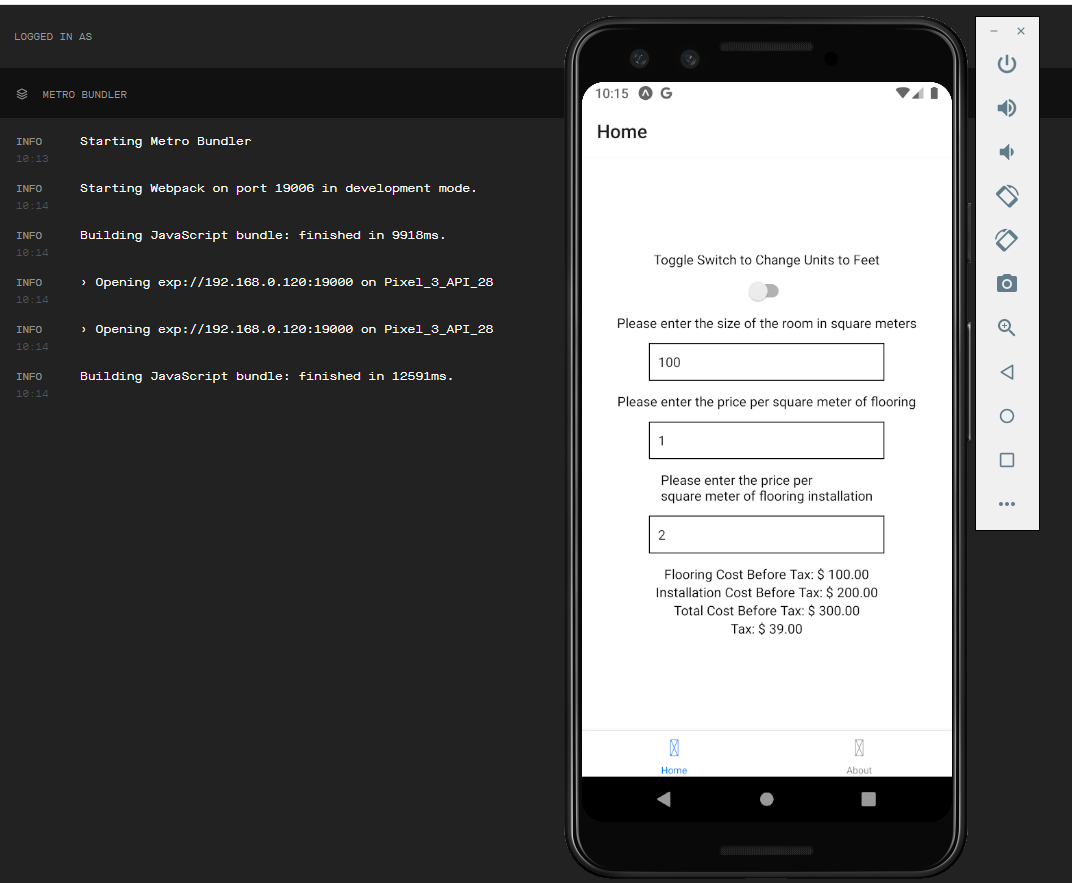 LOGGED IN AS
METRO BUNDLER
INFO
10:13
Starting Metro Bundler
INFO
10:14
Starting Webpack on port 19006 in development mode.
INFO
10:14
Building JavaScript bundle: finished in 9918ms.
INFO
10:14
› Opening exp://192.168.0.120:19000 on Pixel_3_API_28
INFO
10:14
› Opening exp://192.168.0.120:19000 on Pixel_3_API_28
INFO
10:14
Building JavaScript bundle: finished in 12591ms.
10:15 G
Home
Toggle Switch to Change Units to Feet
Please enter the size of the room in square meters
100
Please enter the price per square meter of flooring
1
Please enter the price per
square meter of flooring installation
2
Flooring Cost Before Tax: $ 100.00
Installation Cost Before Tax: $ 200.00
Total Cost Before Tax: $ 300.00
Tax: $ 39.00
Home
About